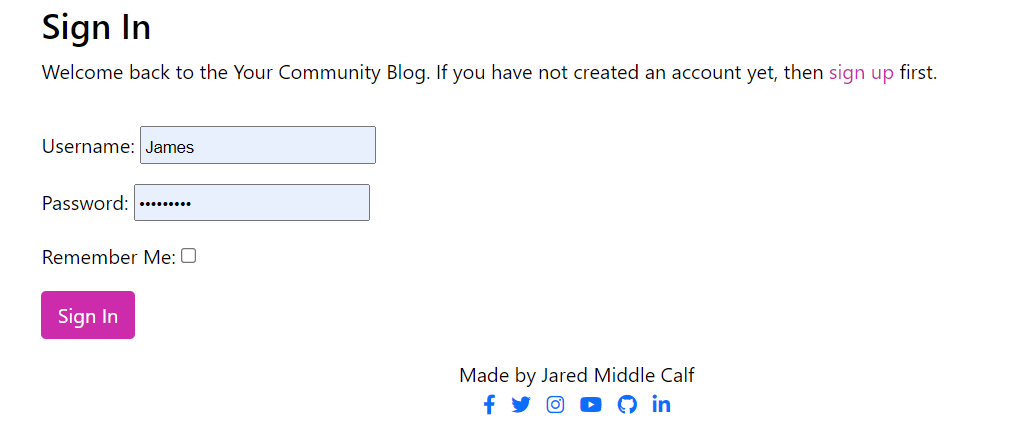 Sign In
Welcome back to the Your Community Blog. If you have not created an account yet, then sign up first.
Username: James
Password: •••••••••
Remember Me:
Sign In
Made by Jared Middle Calf